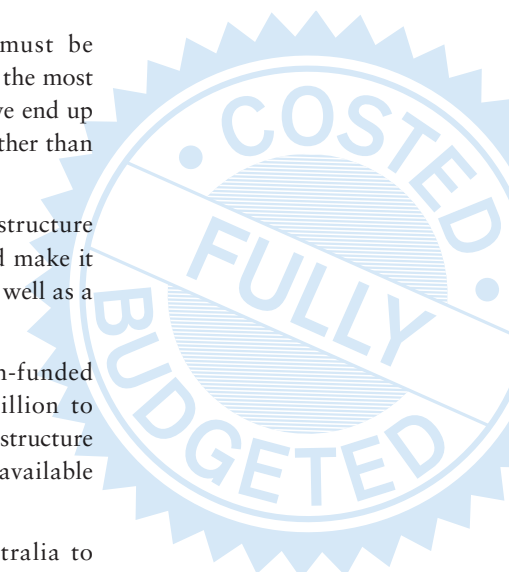 must be
the most
ve end up
ther than
structure
d make it
well as a
n-funded
illion to
structure
available
tralia to
COSTED
FULLY
BUDGETED